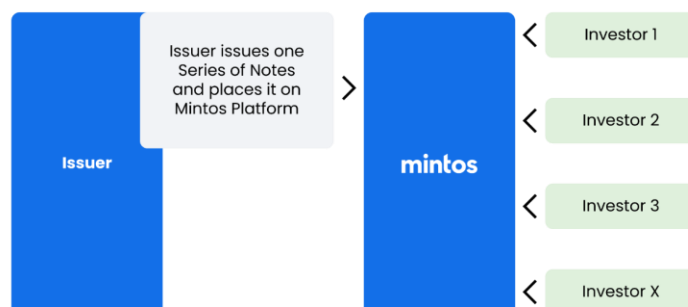 Issuer issues one
Series of Notes
and places it on
Mintos Platform
Issuer
mintos
Investor 1
Investor 2
Investor 3
Investor X